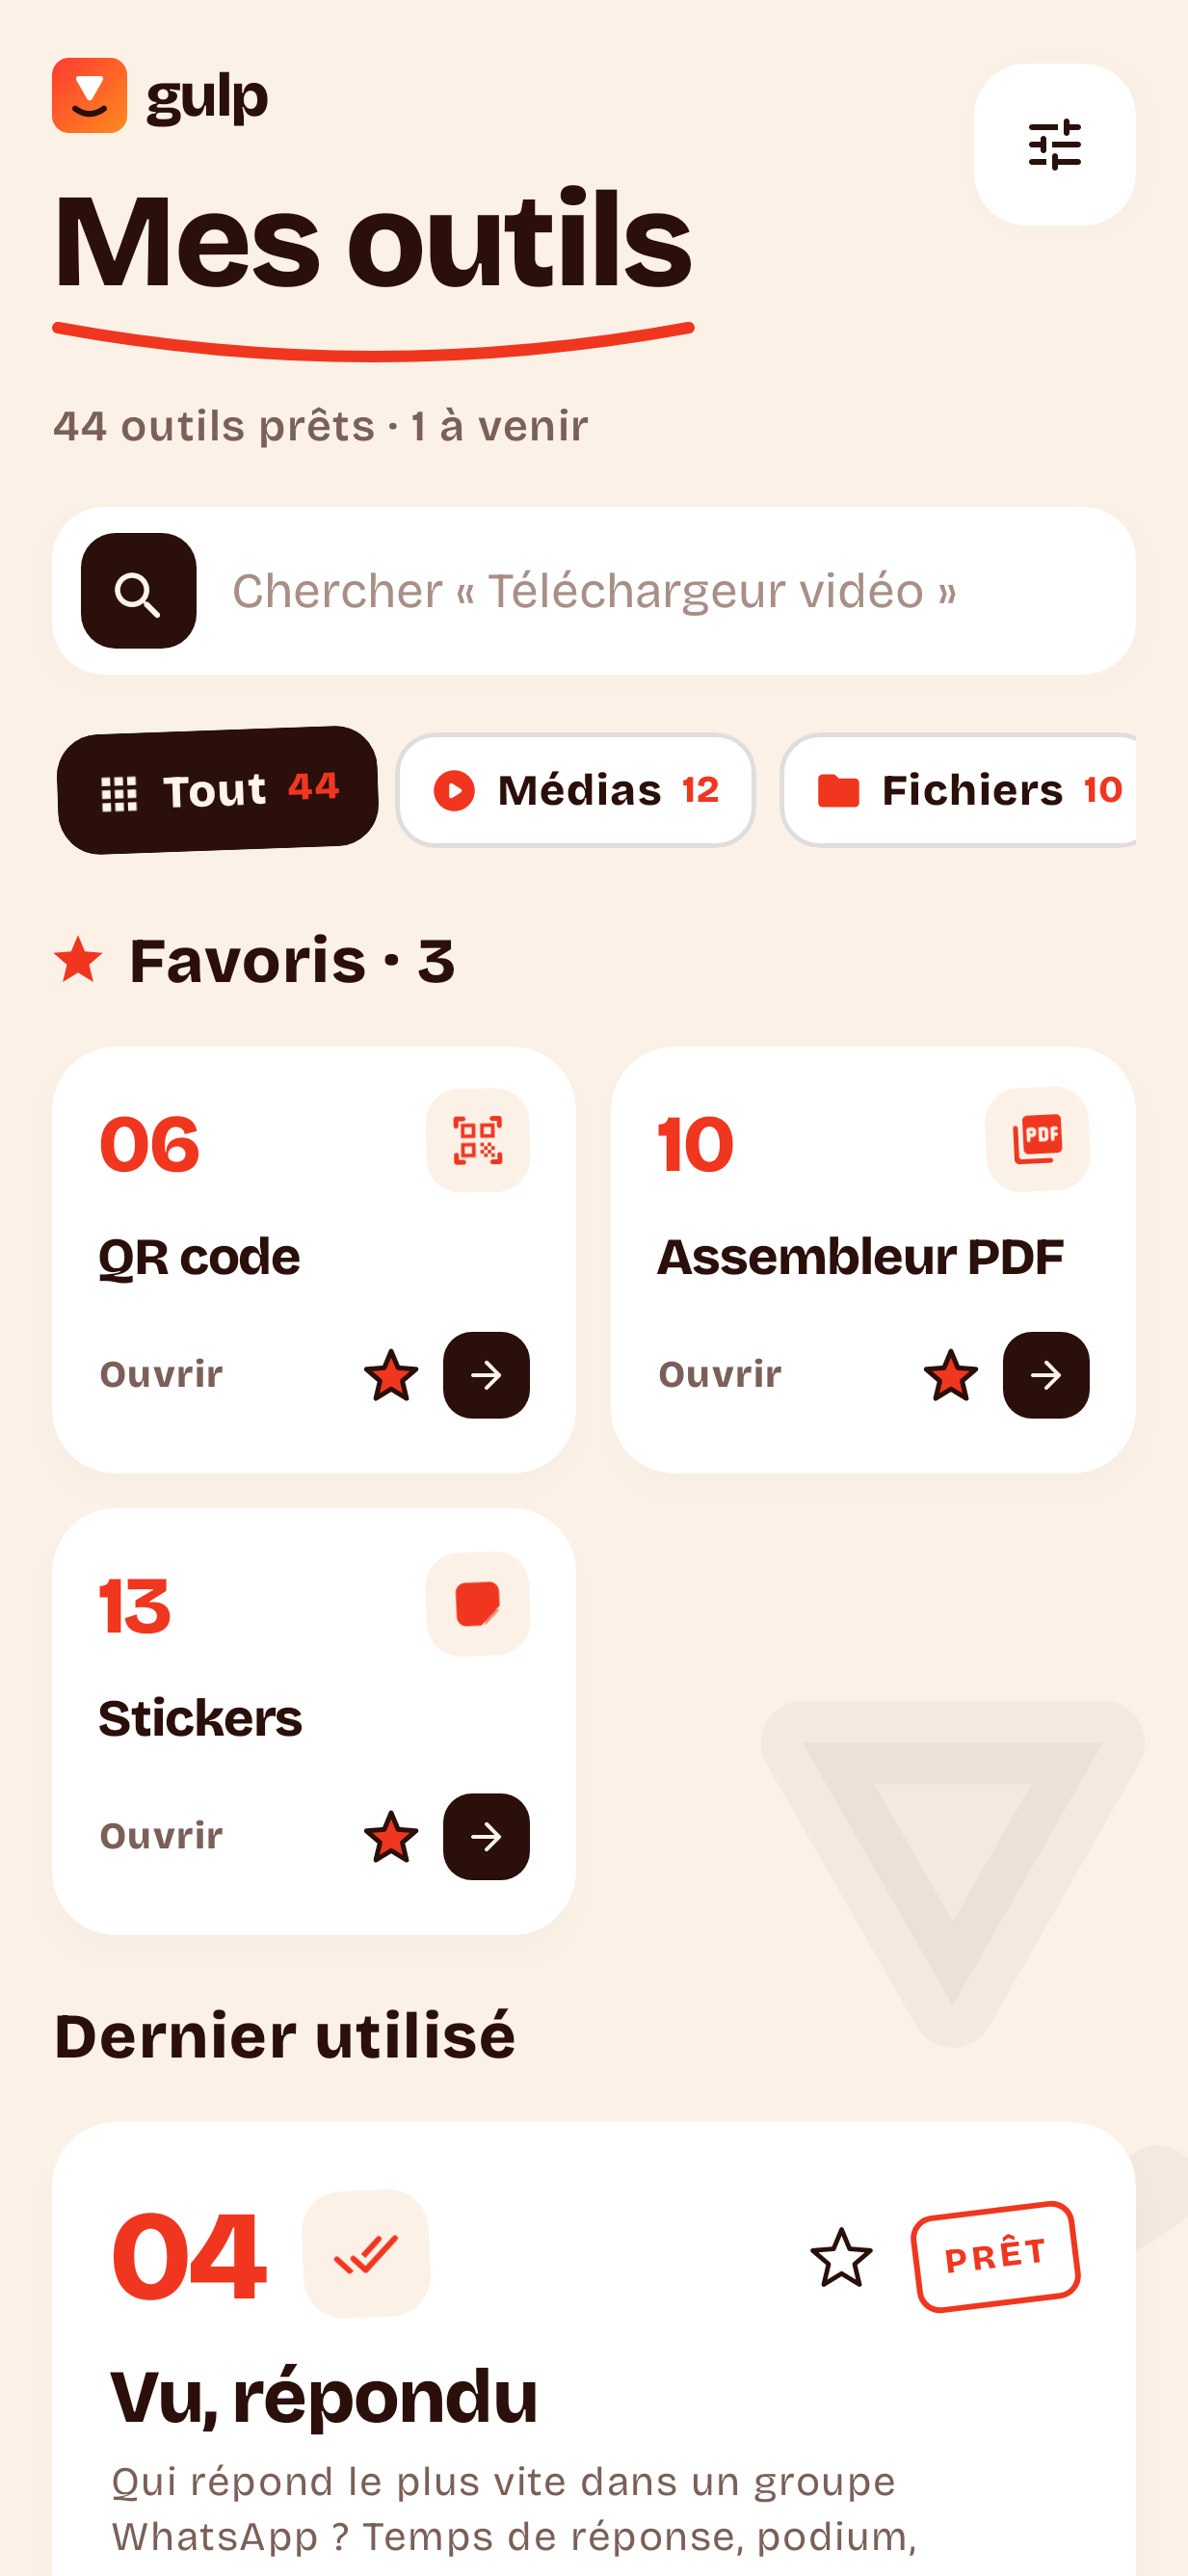 gulp
Mes outils
44 outils prêts · 1 à venir
Chercher « Téléchargeur vidéo »
Tout 44
Médias 12
Fichiers 10
Favoris · 3
06
QR code
Ouvrir
10
PDF
Assembleur PDF
Ouvrir
13
Stickers
Ouvrir
Dernier utilisé
04
PRÊT
Vu, répondu
Qui répond le plus vite dans un groupe
WhatsApp ? Temps de réponse, podium,